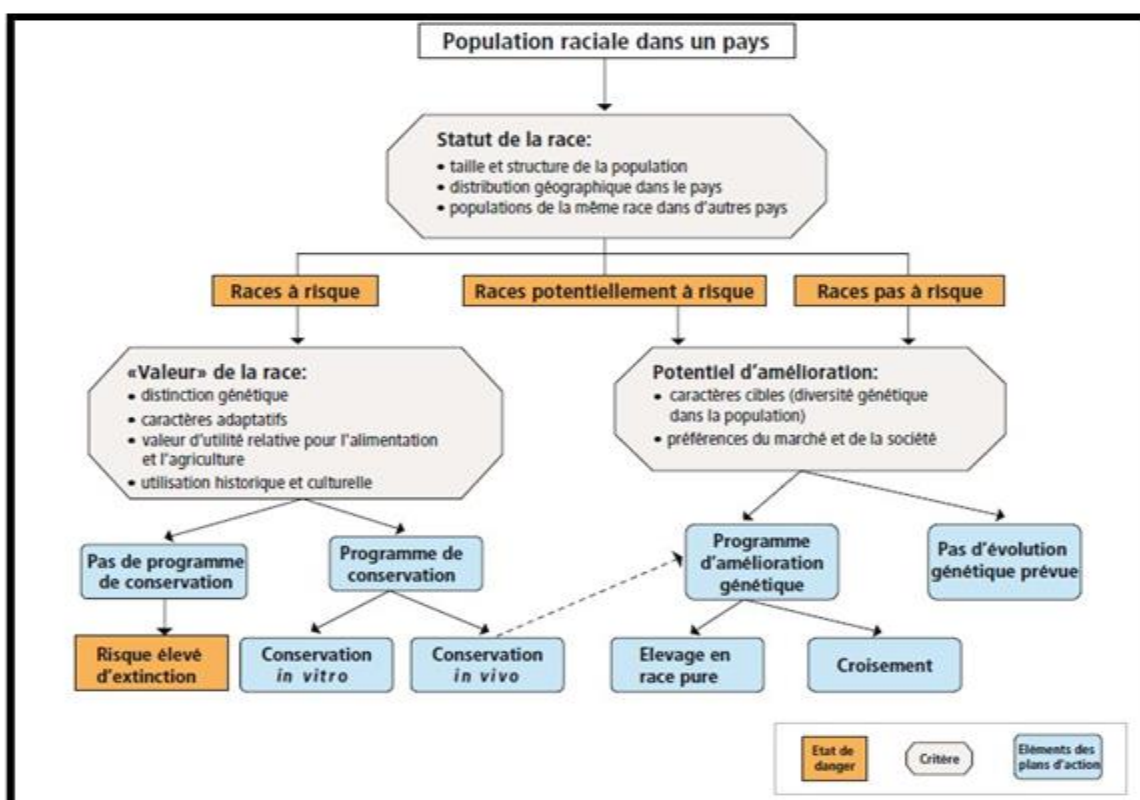 Population raciale dans un pays
Statut de la race:
• taille et structure de la population
• distribution géographique dans le pays
• populations de la même race dans d'autres pays
Races à risque
Races potentiellement à risque
Races pas à risque
«Valeur» de la race:
• distinction génétique
• caractères adaptatifs
• valeur d'utilité relative pour l'alimentation
et l'agriculture
• utilisation historique et culturelle
Potentiel d'amélioration:
• caractères cibles (diversité génétique
dans la population)
• préférences du marché et de la société
Pas de programme
de conservation
Programme de
conservation
Programme
d'amélioration
génétique
Pas d'évolution
génétique prévue
Risque élevé
d'extinction
Conservation
in vitro
Conservation
in vivo
Elevage en
race pure
Croisement
Etat de
danger
Critère
Eléments des
plans d'action